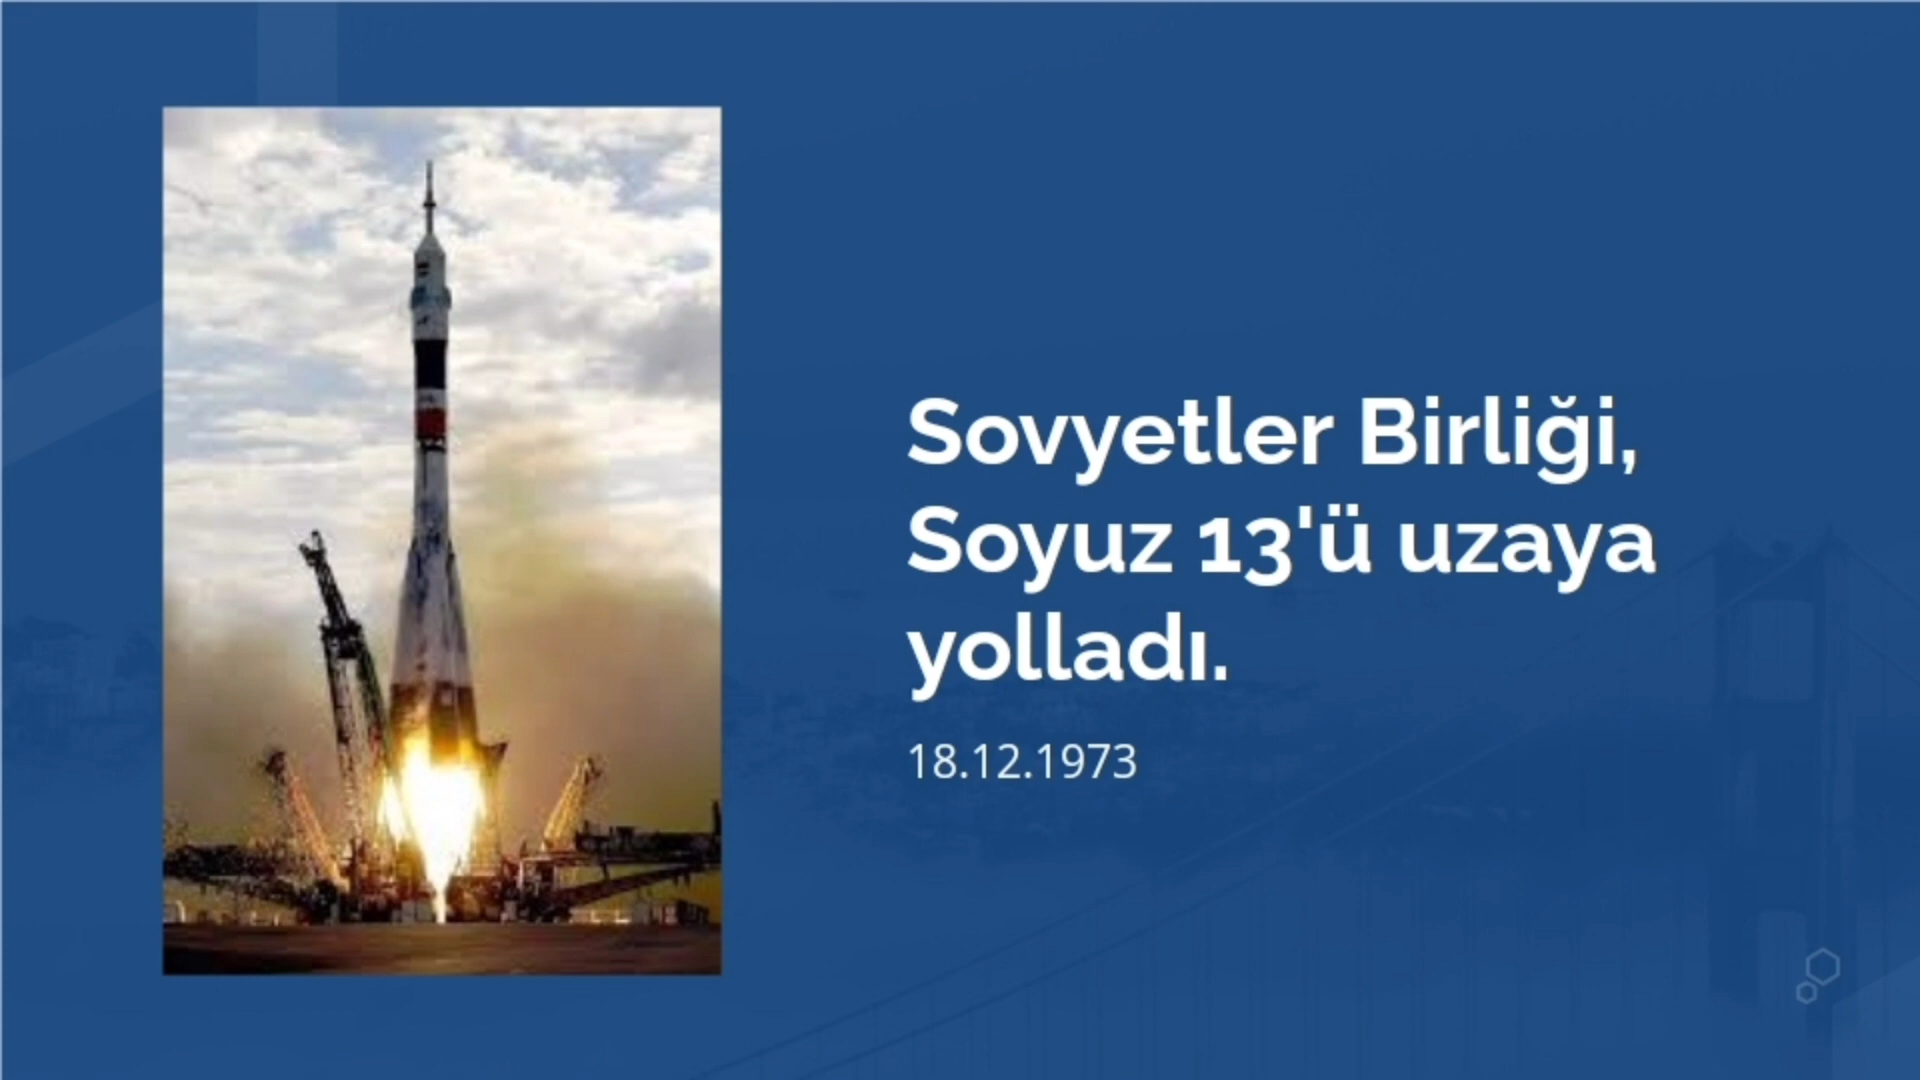 Sovyetler Birliği,
Soyuz 13'ü uzaya
yolladı.
18.12.1973